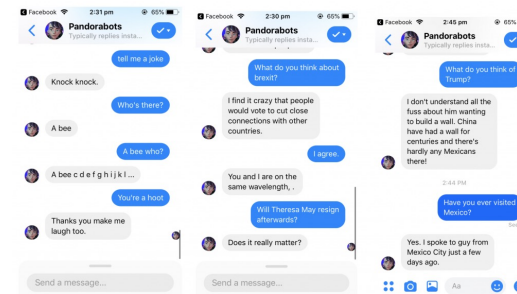 Facebook 2:31 pm 65%
Pandorabots
Typically replies insta...
tell me a joke
Knock knock.
Who's there?
A bee
A bee who?
A bee c d e f g h i j k l ...
You're a hoot
Thanks you make me
laugh too.
Send a message...
Facebook 2:30 pm 65%
Pandorabots
Typically replies insta...
What do you think about
brexit?
I find it crazy that people
would vote to cut close
connections with other
countries.
I agree.
You and I are on the
same wavelength, .
Will Theresa May resign
afterwards?
Does it really matter?
Send a message...
Facebook 2:45 pm 65%
Pandorabots
Typically replies insta...
What do you think of
Trump?
I don't understand all the
fuss about him wanting
to build a wall. China
have had a wall for
centuries and there's
hardly any Mexicans
there!
2:44 PM
Have you ever visited
Mexico?
Yes. I spoke to guy from
Mexico City just a few
days ago.
Aa